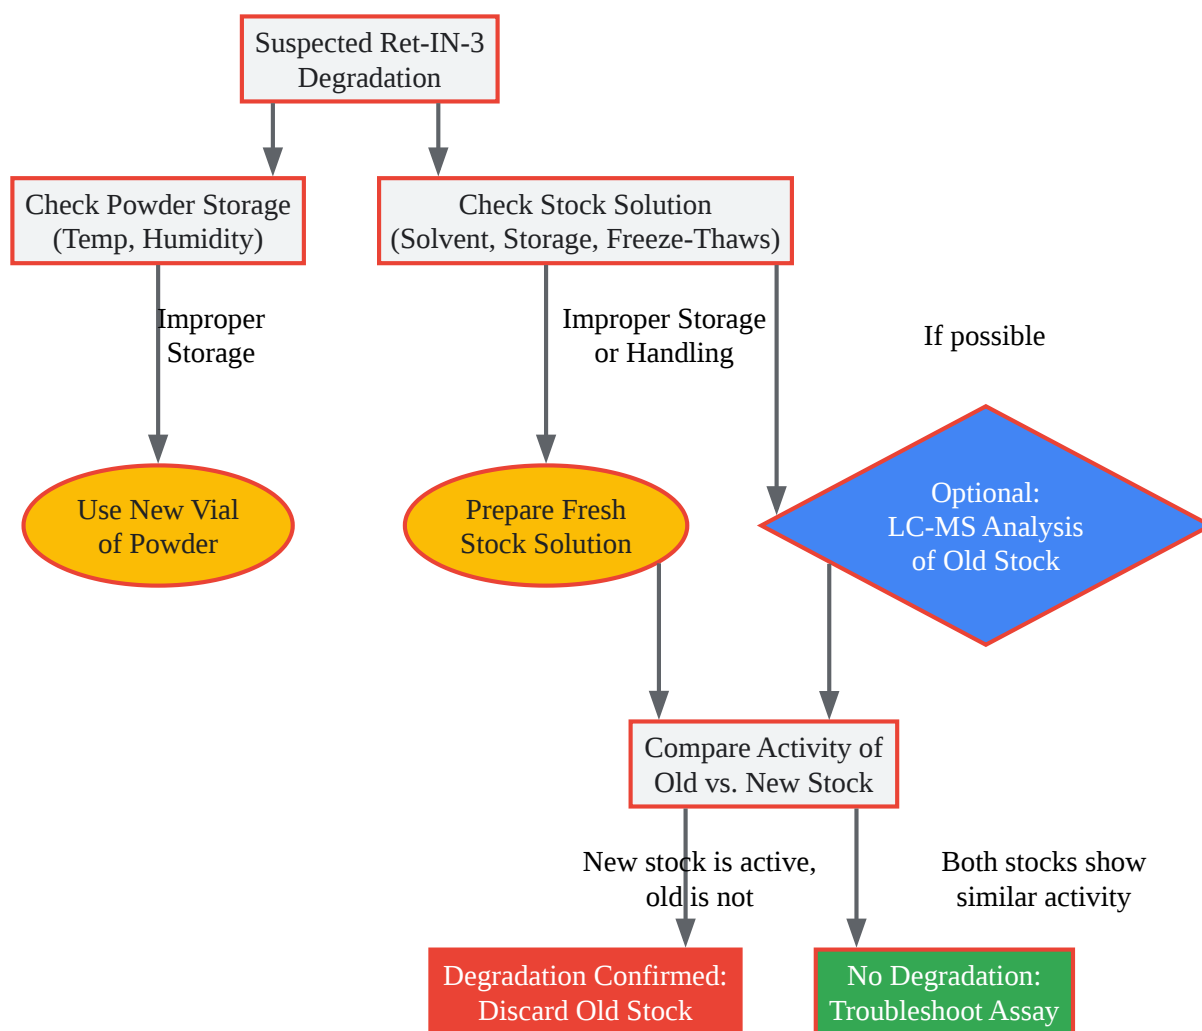 Suspected Ret-IN-3
Degradation
Check Powder Storage
(Temp, Humidity)
Check Stock Solution
(Solvent, Storage, Freeze-Thaws)
Improper
Storage
Improper Storage
or Handling
If possible
Use New Vial
of Powder
Prepare Fresh
Stock Solution
Optional:
LC-MS Analysis
of Old Stock
Compare Activity of
Old vs. New Stock
New stock is active,
old is not
Both stocks show
similar activity
Degradation Confirmed:
Discard Old Stock
No Degradation:
Troubleshoot Assay